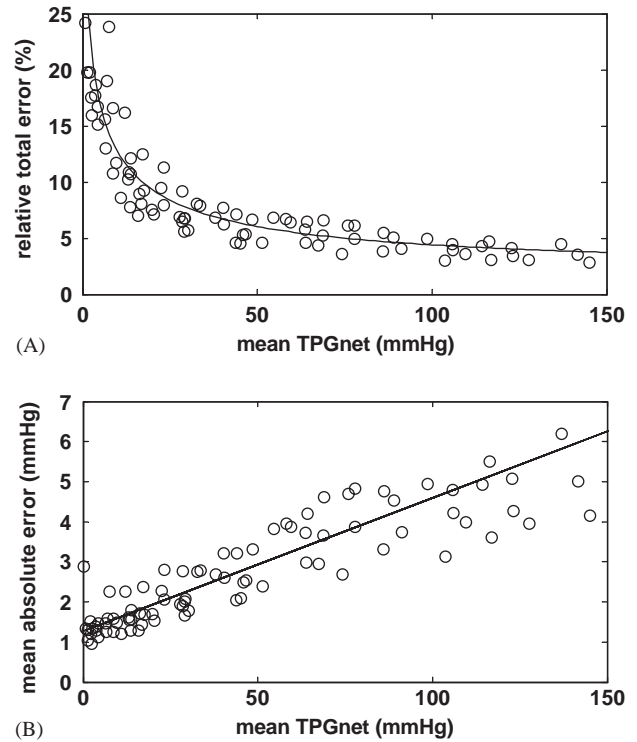 25
20
15
10
5
0
relative total error (%)
0 50 100 150
mean TPGnet (mmHg)
(A)
7
6
5
4
3
2
1
0
mean absolute error (mmHg)
0 50 100 150
mean TPGnet (mmHg)
(B)